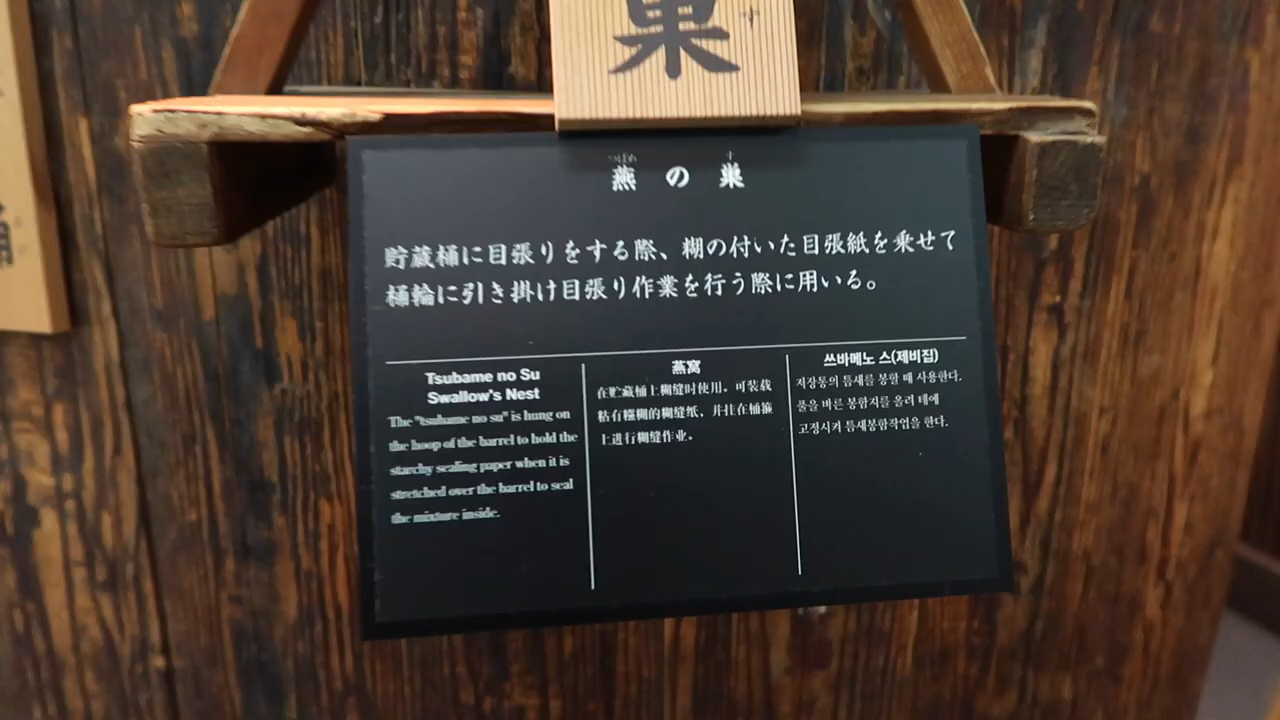 巣
す
つばめ す
燕の巣
貯蔵桶に目張りをする際、糊の付いた目張紙を乗せて
桶輪に引き掛け目張り作業を行う際に用いる。
Tsubame no Su
Swallow's Nest
The "tsubame no su" is hung on
the hoop of the barrel to hold the
starchy sealing paper when it is
stretched over the barrel to seal
the mixture inside.
燕窝
在贮藏桶上糊缝时使用。可装载
粘有糨糊的糊缝纸，并挂在桶箍
上进行糊缝作业。
쓰바메노 스(제비집)
저장통의 틈새를 봉할 때 사용한다.
풀을 바른 봉함지를 올려 테에
고정시켜 틈새봉함작업을 한다.